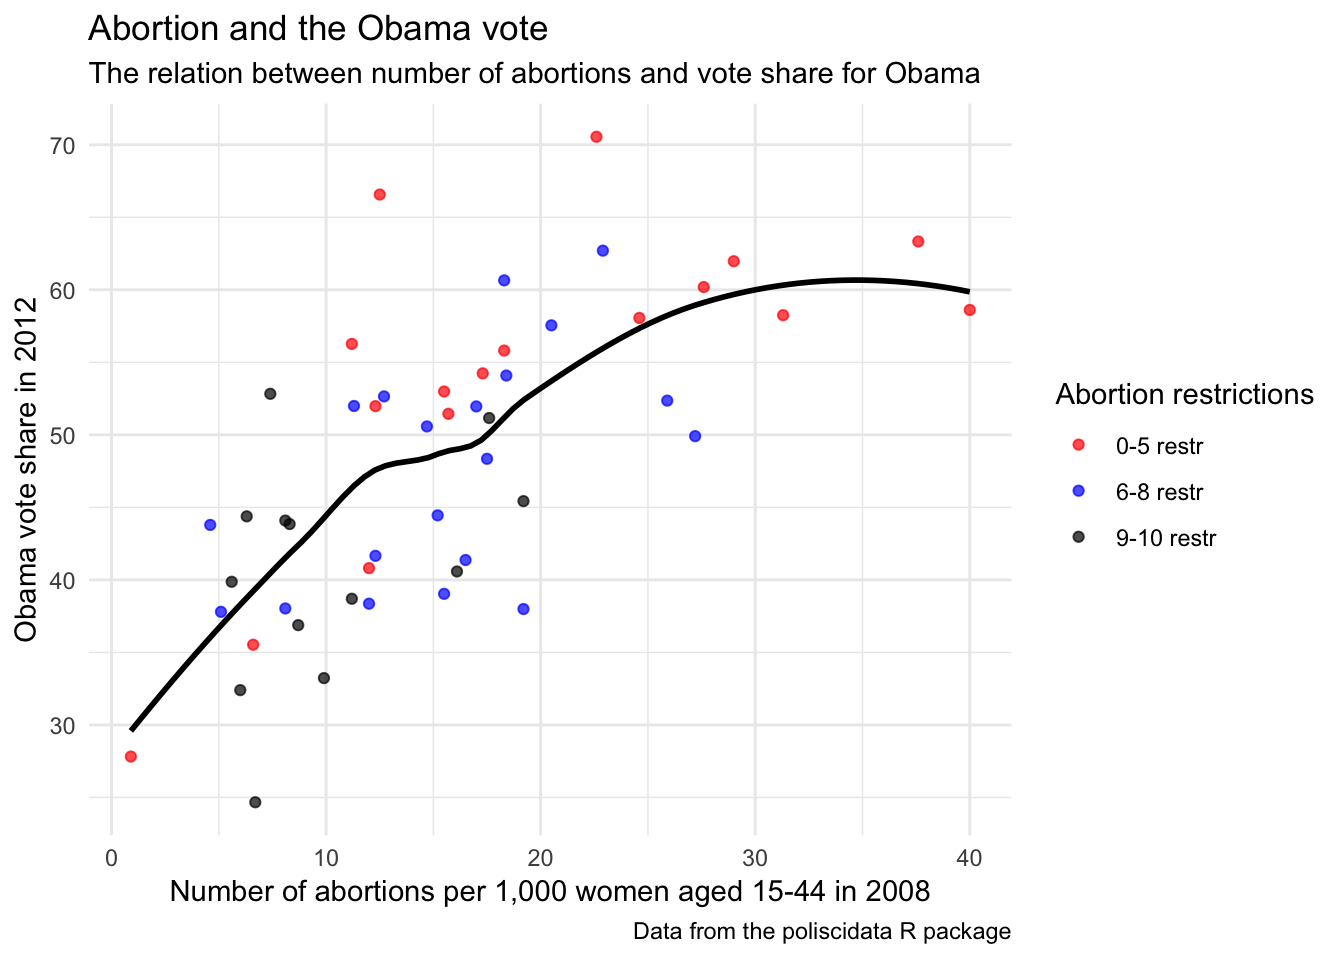 Abortion and the Obama vote
The relation between number of abortions and vote share for Obama
Obama vote share in 2012
70
60
50
40
30
0 10 20 30 40
Number of abortions per 1,000 women aged 15-44 in 2008
Data from the poliscidata R package
Abortion restrictions
0-5 restr
6-8 restr
9-10 restr